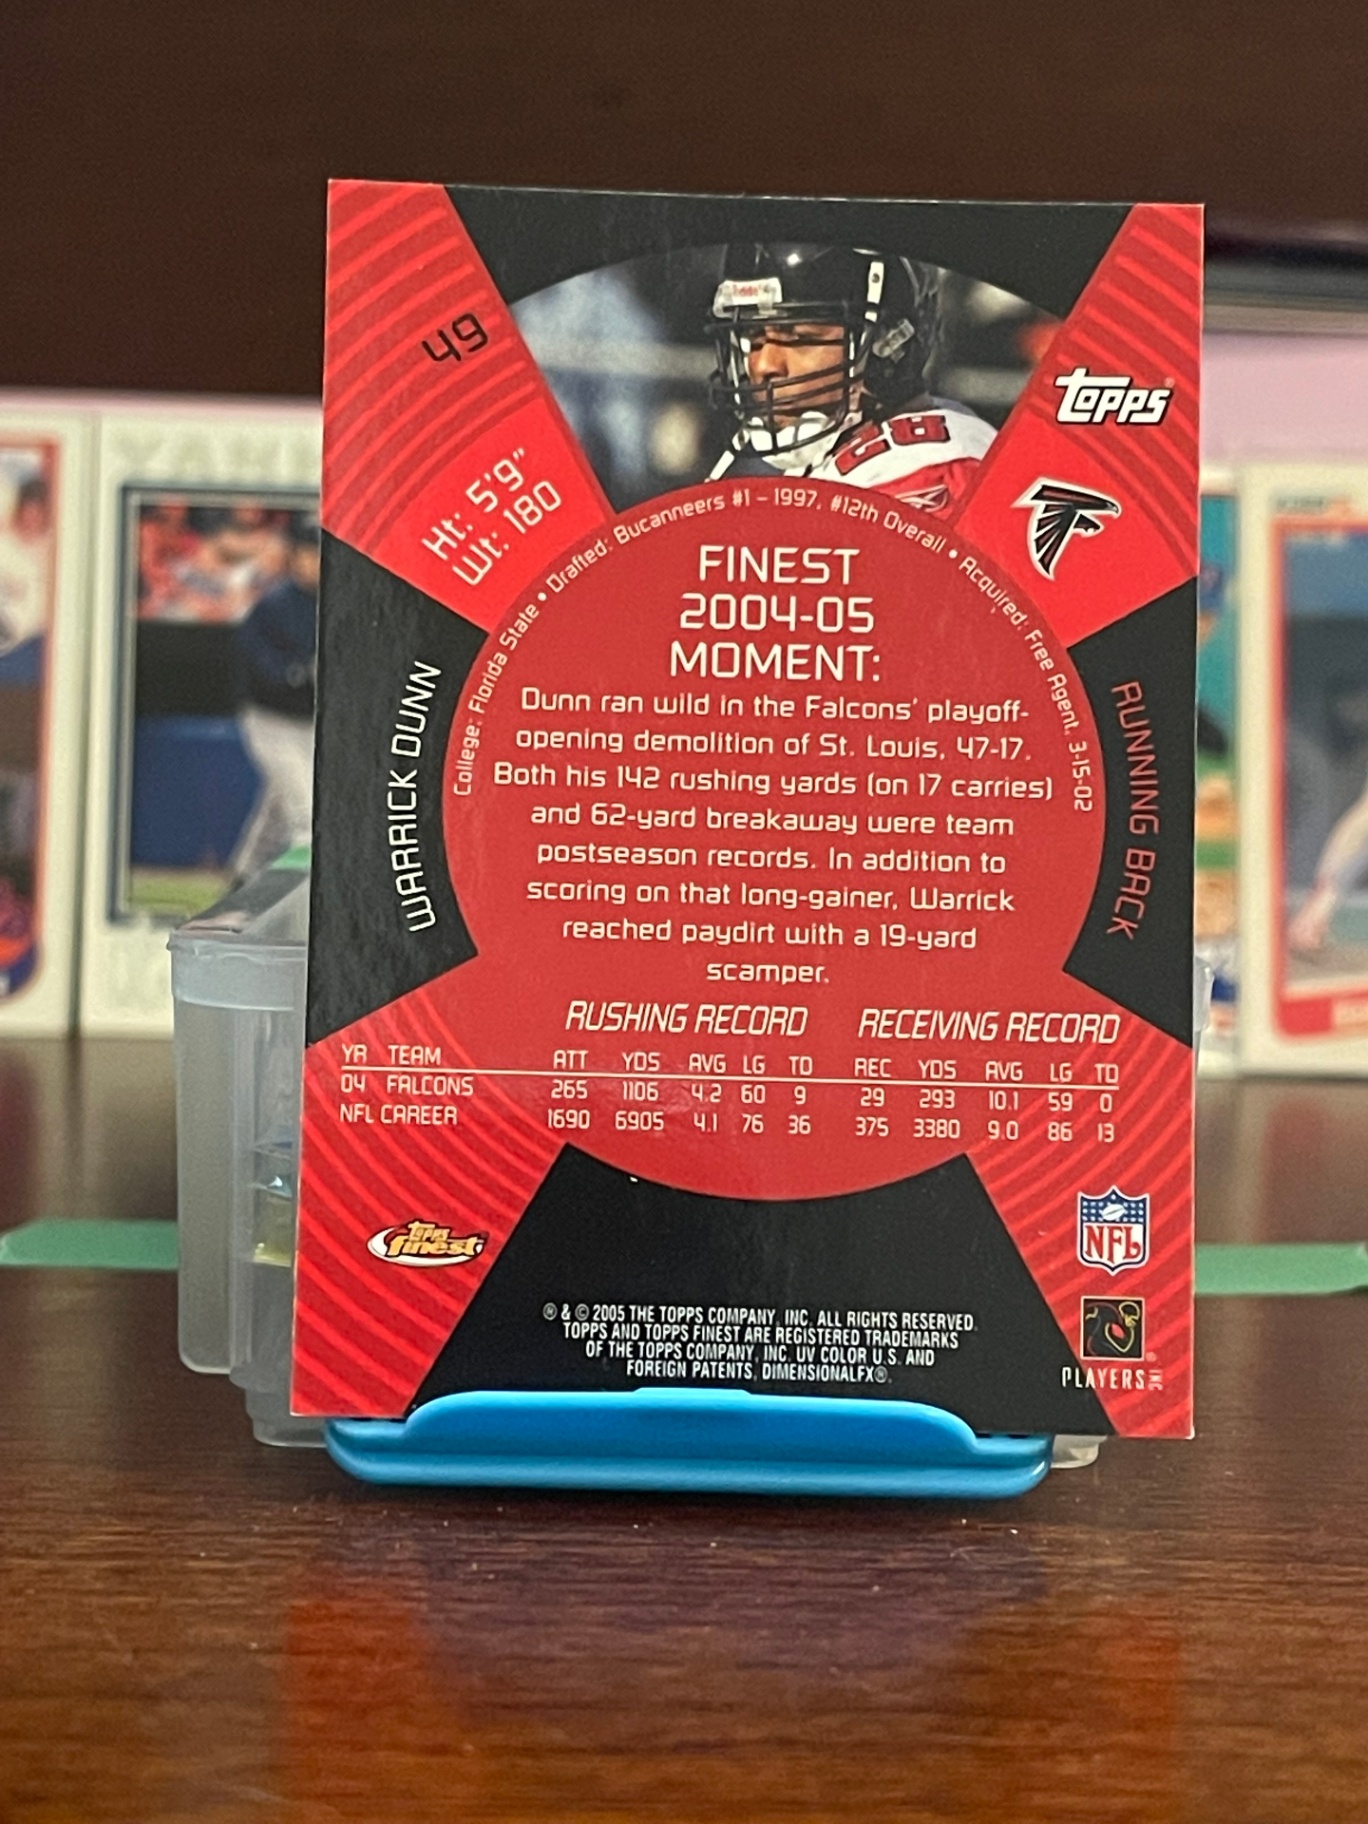 49
Ht: 5'9"
Wt: 180
Riddell
28
TOPPS
College: Florida State • Drafted: Buccaneers #1 – 1997, #12th Overall • Acquired: Free Agent, 3-15-02
WARRICK DUNN
RUNNING BACK
FINEST
2004-05
MOMENT:
Dunn ran wild in the Falcons' playoff-
opening demolition of St. Louis, 47-17.
Both his 142 rushing yards (on 17 carries)
and 62-yard breakaway were team
postseason records. In addition to
scoring on that long-gainer, Warrick
reached paydirt with a 19-yard
scamper.
RUSHING RECORD RECEIVING RECORD
YR TEAM ATT YDS AVG LG TD REC YDS AVG LG TD
04 FALCONS 265 1106 4.2 60 9 29 293 10.1 59 0
NFL CAREER 1690 6905 4.1 76 36 375 3380 9.0 86 13
TOPPS
finest
NFL
® & © 2005 THE TOPPS COMPANY, INC. ALL RIGHTS RESERVED.
TOPPS AND TOPPS FINEST ARE REGISTERED TRADEMARKS
OF THE TOPPS COMPANY, INC. UV COLOR U.S. AND
FOREIGN PATENTS, DIMENSIONALFX®.
PLAYERS INC